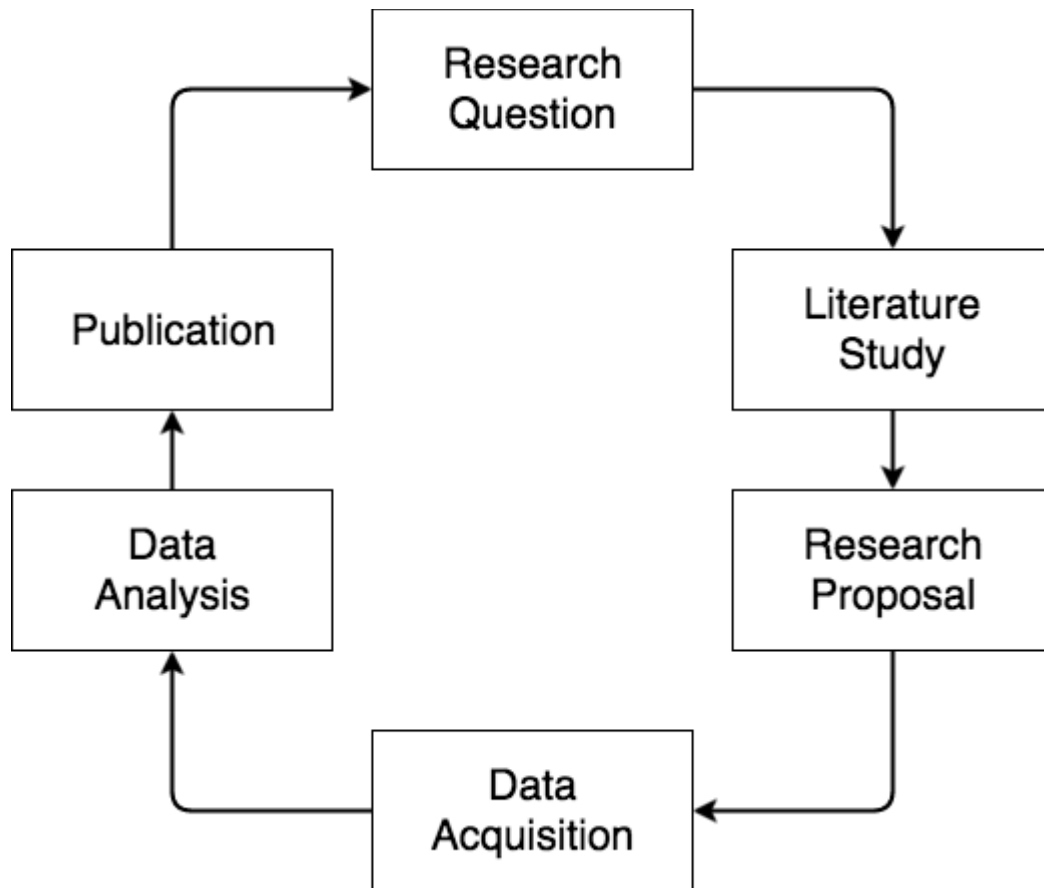 Research
Question
Literature
Study
Research
Proposal
Data
Acquisition
Data
Analysis
Publication